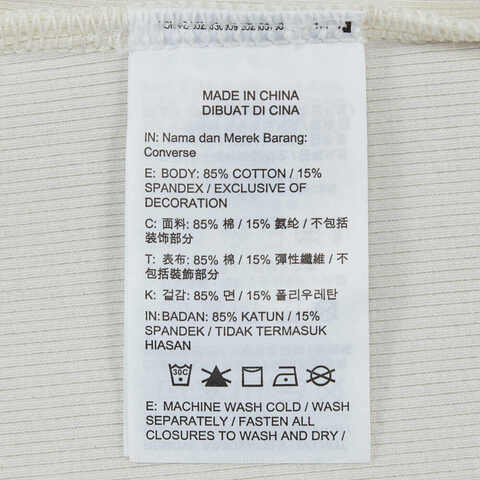 MADE IN CHINA
DIBUAT DI CINA
IN: Nama dan Merek Barang:
Converse
E: BODY: 85% COTTON / 15%
SPANDEX / EXCLUSIVE OF
DECORATION
C: 面料: 85% 棉 / 15% 氨纶 / 不包括
装饰部分
T: 表布: 85% 棉 / 15% 彈性纖維 / 不
包括裝飾部分
K: 겉감: 85% 면 / 15% 폴리우레탄
IN: BADAN: 85% KATUN / 15%
SPANDEK / TIDAK TERMASUK
HIASAN
30C
E: MACHINE WASH COLD / WASH
SEPARATELY / FASTEN ALL
CLOSURES TO WASH AND DRY /